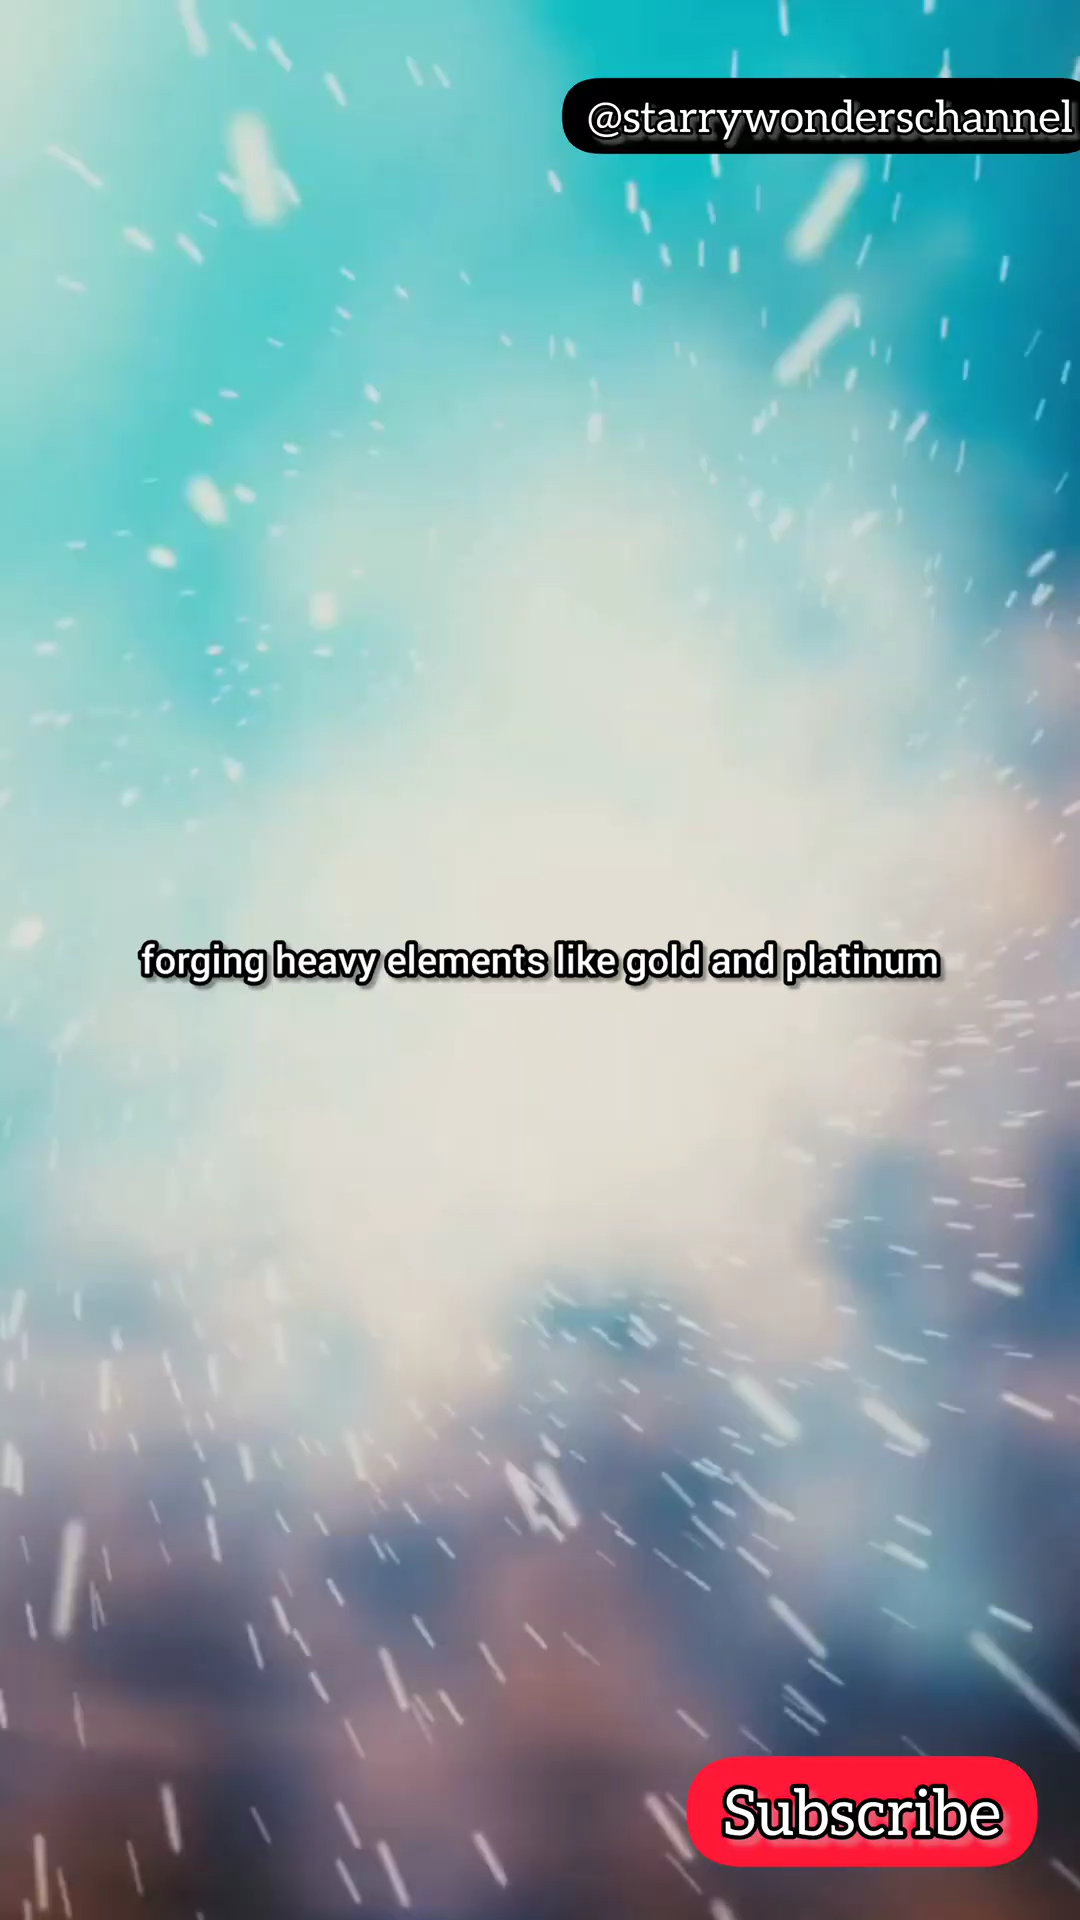 @starrywonderschannel
forging heavy elements like gold and platinum
Subscribe